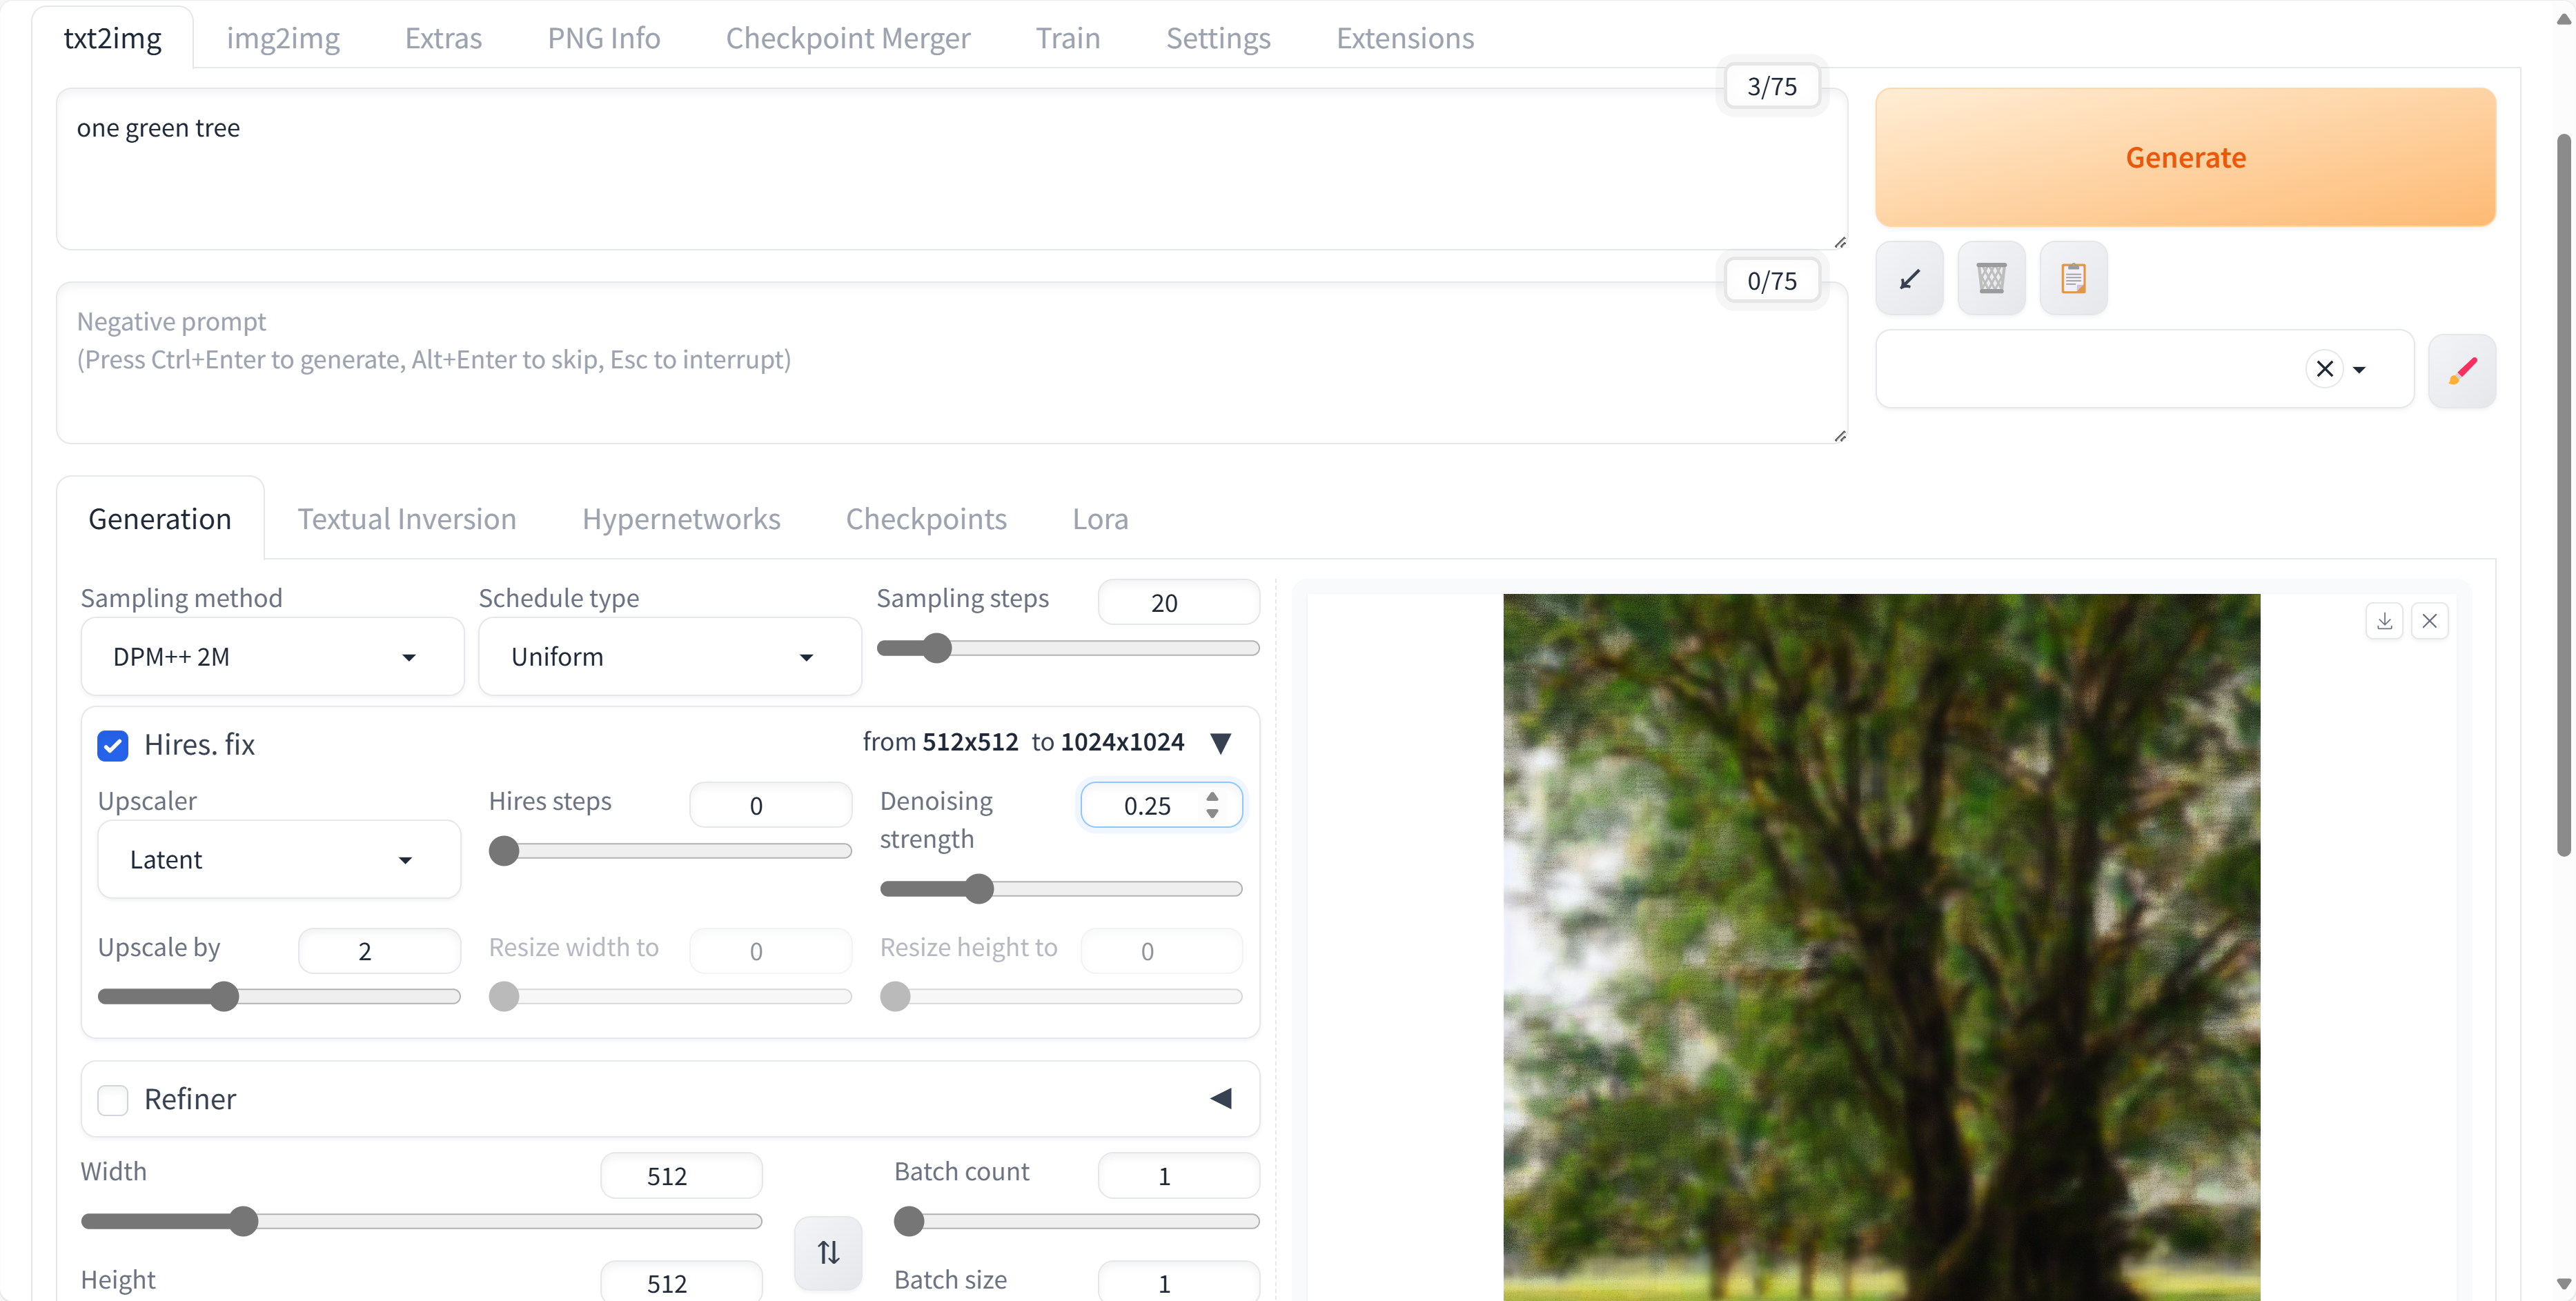 txt2img img2img Extras PNG Info Checkpoint Merger Train Settings Extensions
3/75
one green tree
Generate
0/75
Negative prompt
(Press Ctrl+Enter to generate, Alt+Enter to skip, Esc to interrupt)
Generation Textual Inversion Hypernetworks Checkpoints Lora
Sampling method Schedule type Sampling steps 20
DPM++ 2M Uniform
Hires. fix from 512x512 to 1024x1024
Upscaler Hires steps 0 Denoising strength 0.25
Latent
Upscale by 2 Resize width to 0 Resize height to 0
Refiner
Width 512 Batch count 1
Height 512 Batch size 1